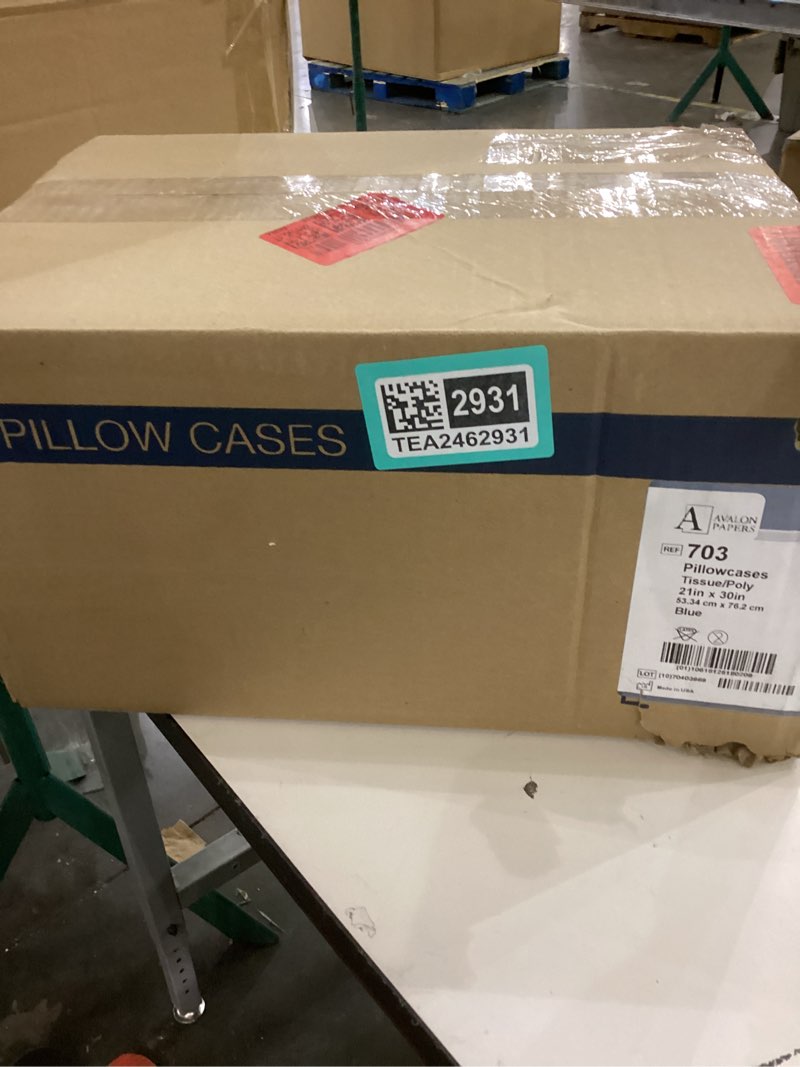 PILLOW CASES
2931
TEA2462931
A AVALON
PAPERS
REF 703
Pillowcases
Tissue/Poly
21in x 30in
53.34 cm x 76.2 cm
Blue
LOT
Made in USA